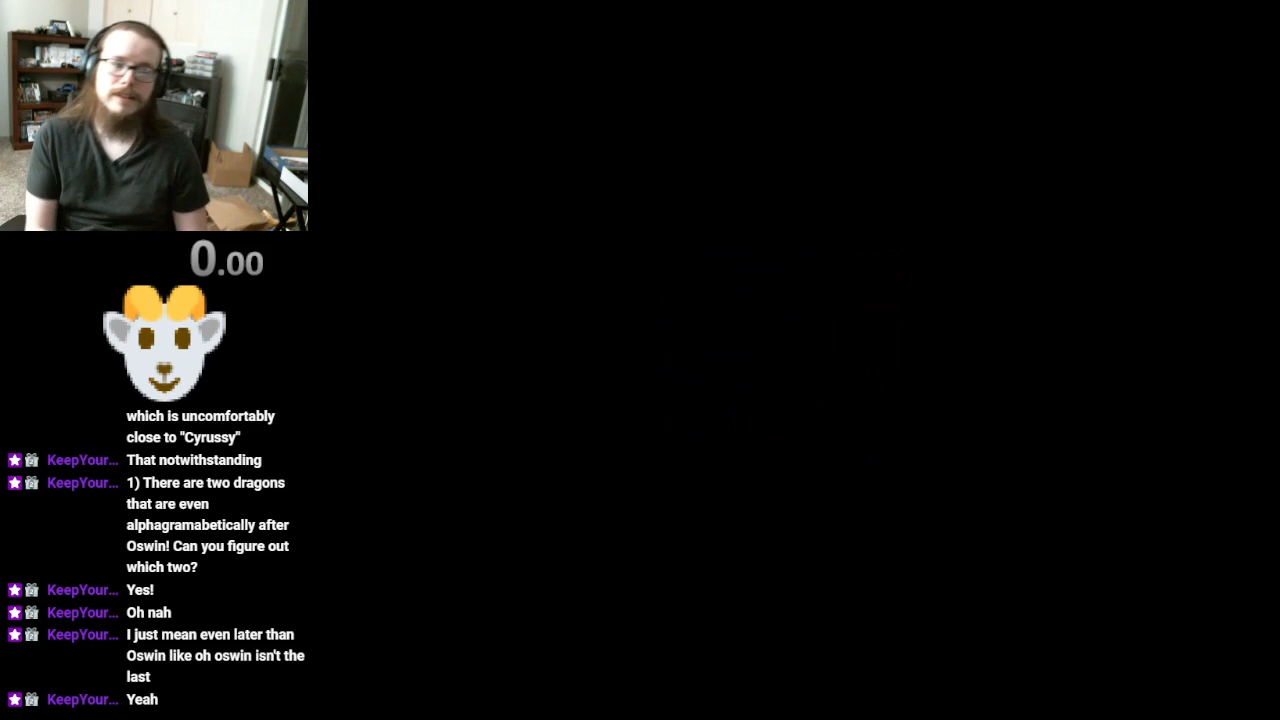 0.00
which is uncomfortably
close to "Cyrussy"
KeepYour... That notwithstanding
KeepYour... 1) There are two dragons
that are even
alphagramabetically after
Oswin! Can you figure out
which two?
KeepYour... Yes!
KeepYour... Oh nah
KeepYour... I just mean even later than
Oswin like oh oswin isn't the
last
KeepYour... Yeah